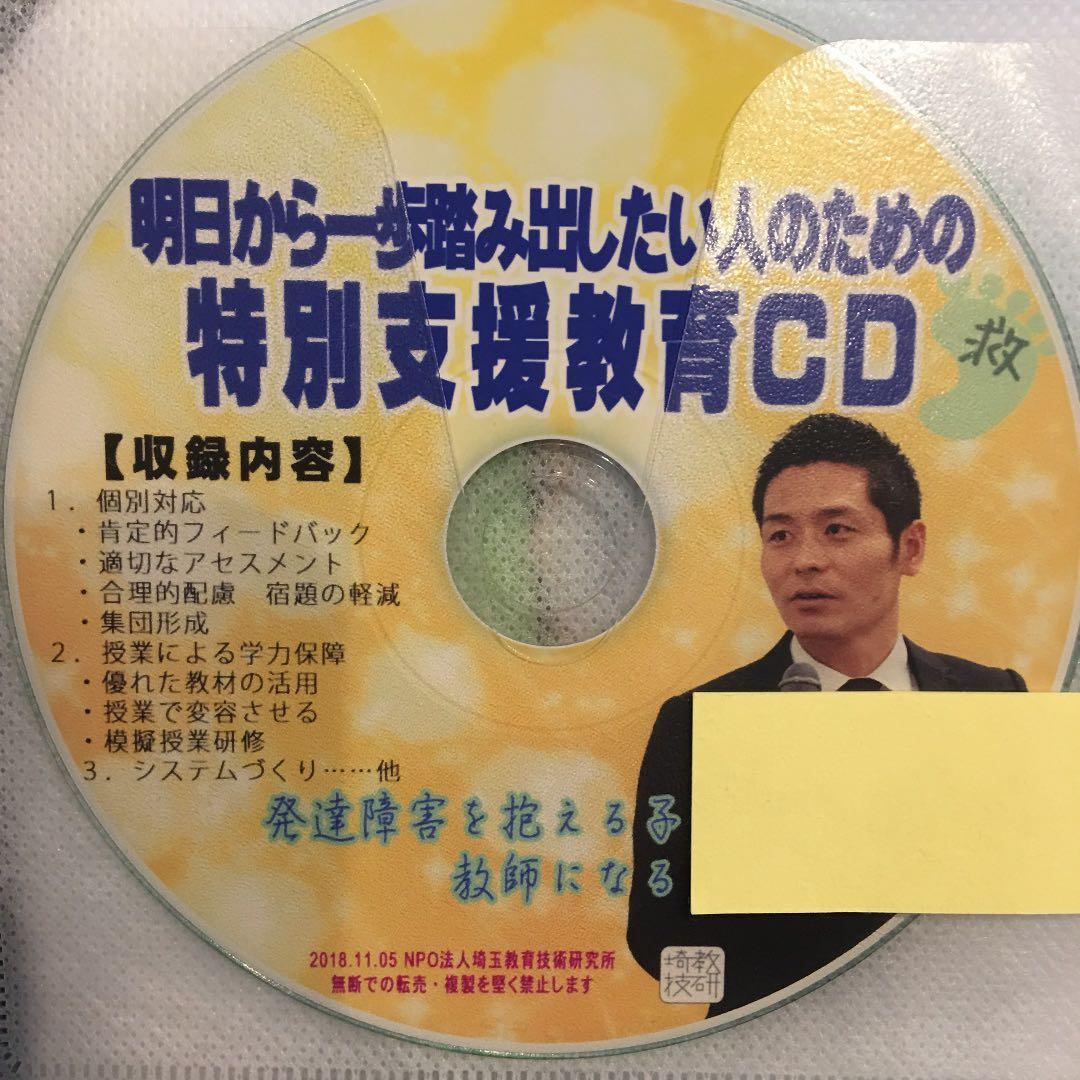 明日から一歩踏み出したい人のための
特別支援教育CD
救
【収録内容】
1．個別対応
・肯定的フィードバック
・適切なアセスメント
・合理的配慮　宿題の軽減
・集団形成
2．授業による学力保障
・優れた教材の活用
・授業で変容させる
・模擬授業研修
3．システムづくり……他
発達障害を抱える子
教師になる
2018.11.05 NPO法人埼玉教育技術研究所
無断での転売・複製を堅く禁止します
埼教
技研